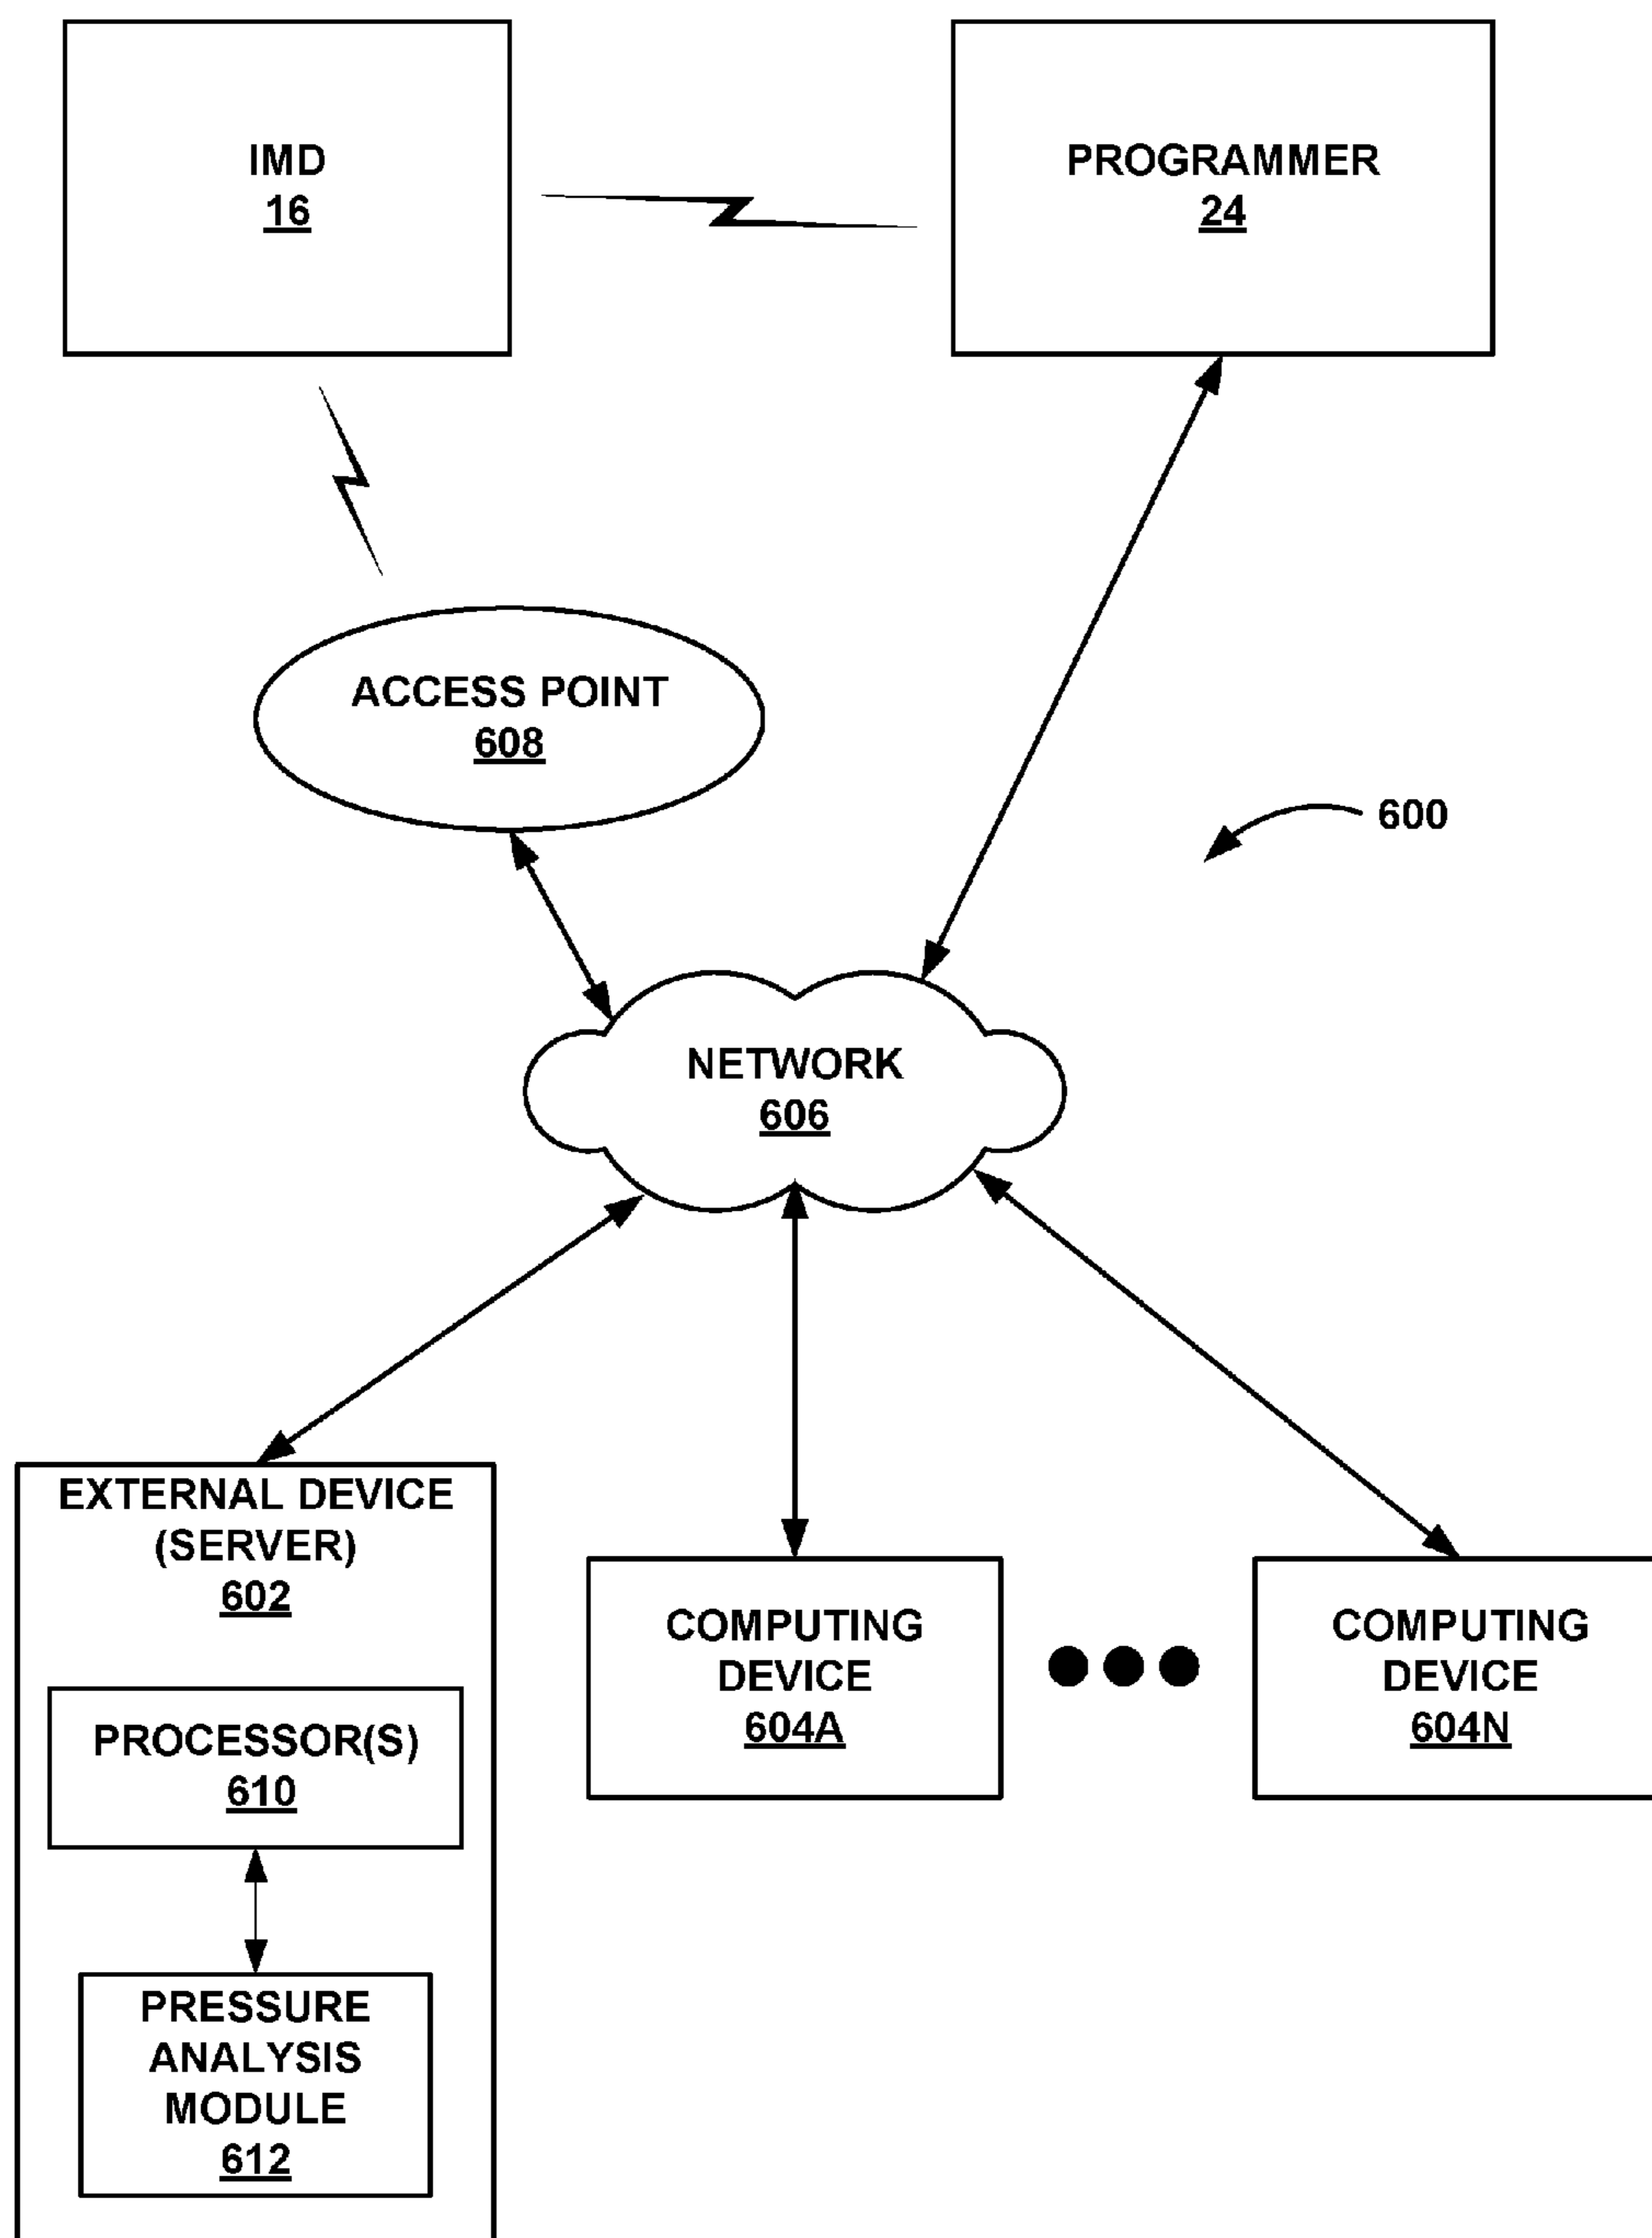 IMD
16
PROGRAMMER
24
ACCESS POINT
608
600
NETWORK
606
EXTERNAL DEVICE
(SERVER)
602
PROCESSOR(S)
610
PRESSURE
ANALYSIS
MODULE
612
COMPUTING
DEVICE
604A
COMPUTING
DEVICE
604N